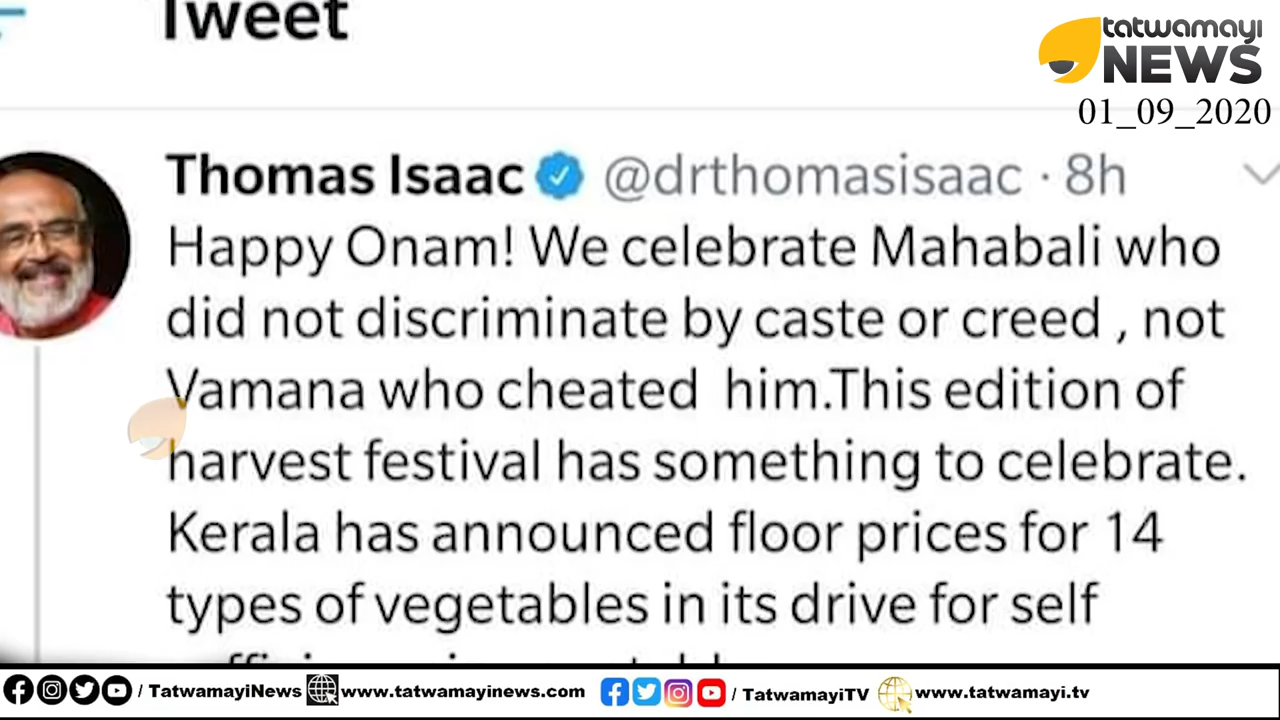 Tweet
tatwamayi
NEWS
01_09_2020
Thomas Isaac @drthomasisaac · 8h
Happy Onam! We celebrate Mahabali who
did not discriminate by caste or creed , not
Vamana who cheated him.This edition of
harvest festival has something to celebrate.
Kerala has announced floor prices for 14
types of vegetables in its drive for self
/ TatwamayiNews www.tatwamayinews.com / TatwamayiTV www.tatwamayi.tv